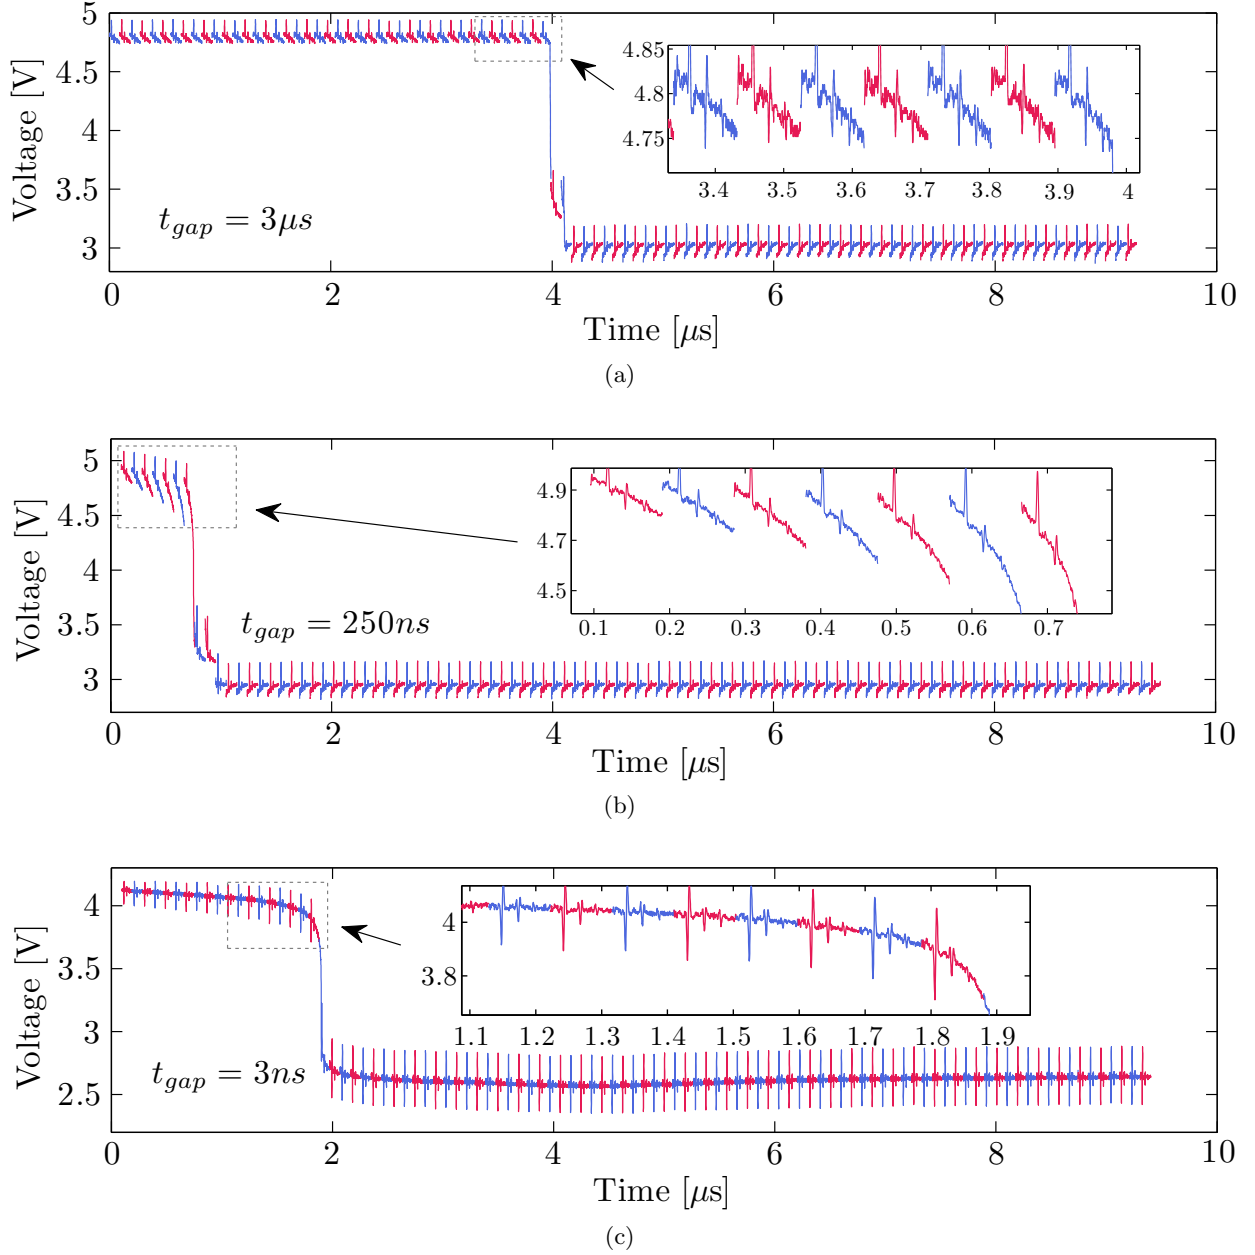 5
4.5
4
3.5
3
Voltage [V]
t_gap = 3μs
4.85
4.8
4.75
3.4 3.5 3.6 3.7 3.8 3.9 4
0 2 4 6 8 10
Time [μs]
(a)
5
4.5
4
3.5
3
Voltage [V]
t_gap = 250ns
4.9
4.7
4.5
0.1 0.2 0.3 0.4 0.5 0.6 0.7
0 2 4 6 8 10
Time [μs]
(b)
4
3.5
3
2.5
Voltage [V]
t_gap = 3ns
4
3.8
1.1 1.2 1.3 1.4 1.5 1.6 1.7 1.8 1.9
0 2 4 6 8 10
Time [μs]
(c)